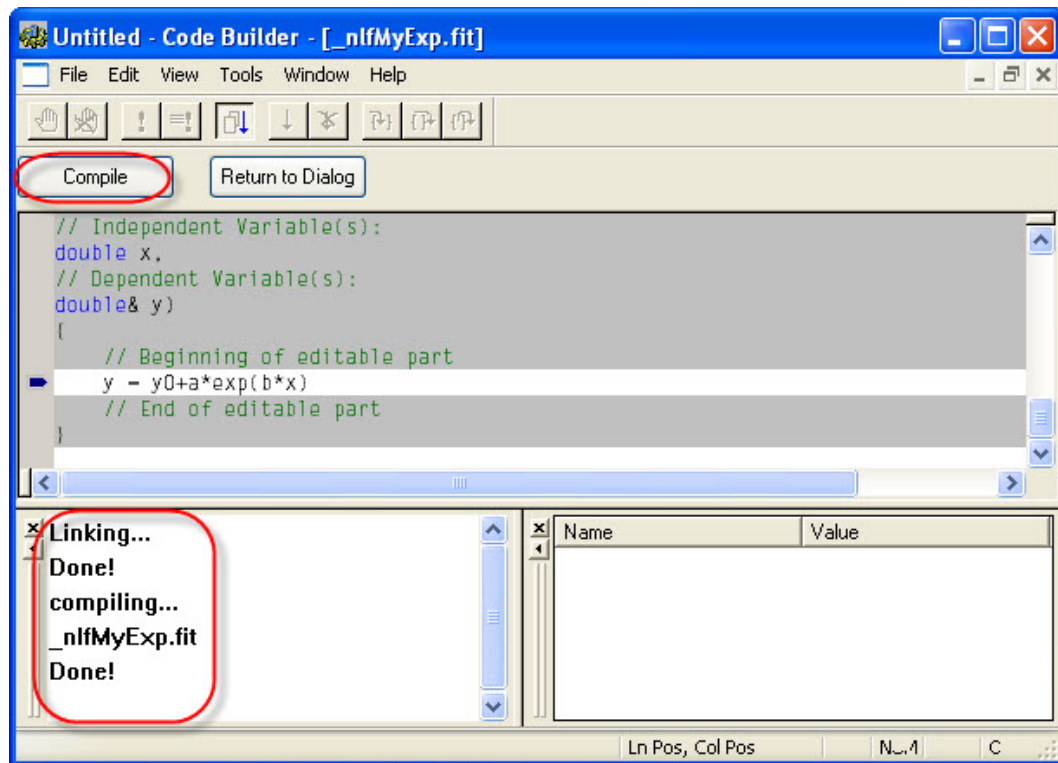 Untitled - Code Builder - [_nlfMyExp.fit]
File Edit View Tools Window Help
Compile Return to Dialog
// Independent Variable(s):
double x,
// Dependent Variable(s):
double& y)
{
// Beginning of editable part
y = y0+a*exp(b*x)
// End of editable part
}
Linking...
Done!
compiling...
_nlfMyExp.fit
Done!
Name Value
Ln Pos, Col Pos
C